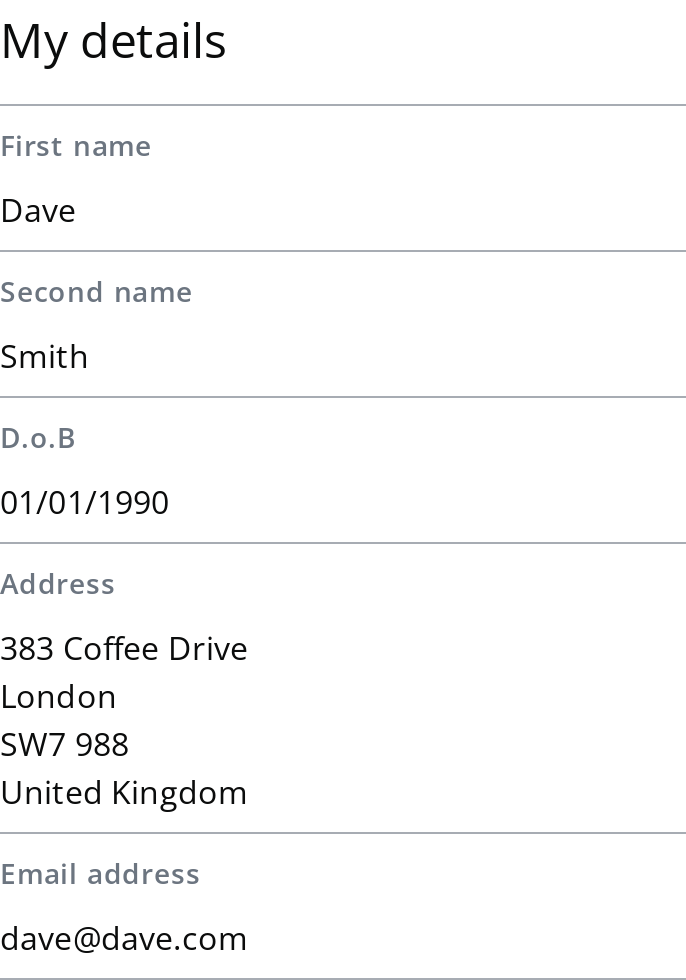 My details
First name
Dave
Second name
Smith
D.o.B
01/01/1990
Address
383 Coffee Drive
London
SW7 988
United Kingdom
Email address
dave@dave.com